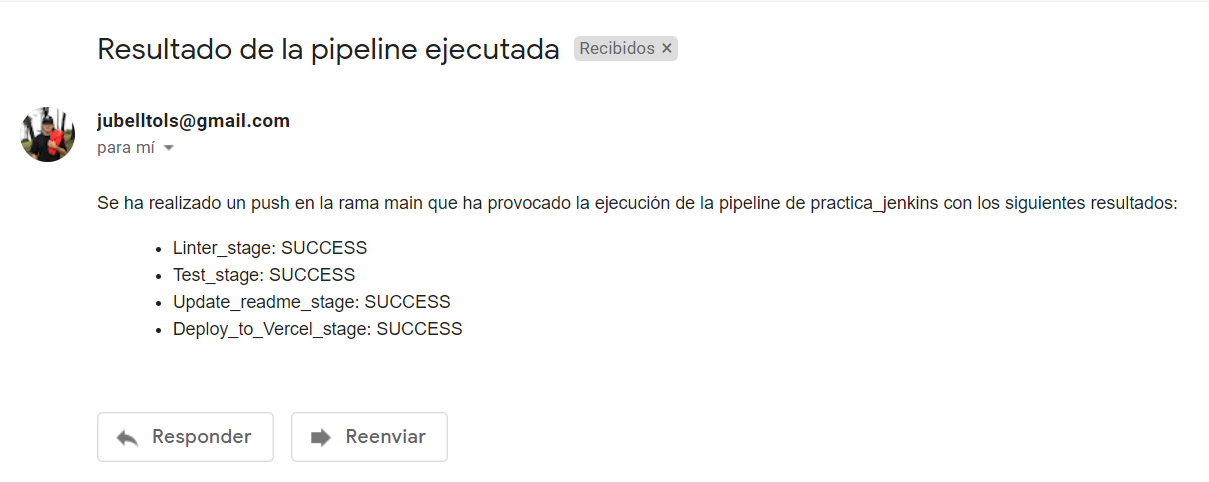 Resultado de la pipeline ejecutada Recibidos ×
jubelltols@gmail.com
para mí
Se ha realizado un push en la rama main que ha provocado la ejecución de la pipeline de practica_jenkins con los siguientes resultados:
• Linter_stage: SUCCESS
• Test_stage: SUCCESS
• Update_readme_stage: SUCCESS
• Deploy_to_Vercel_stage: SUCCESS
Responder Reenviar